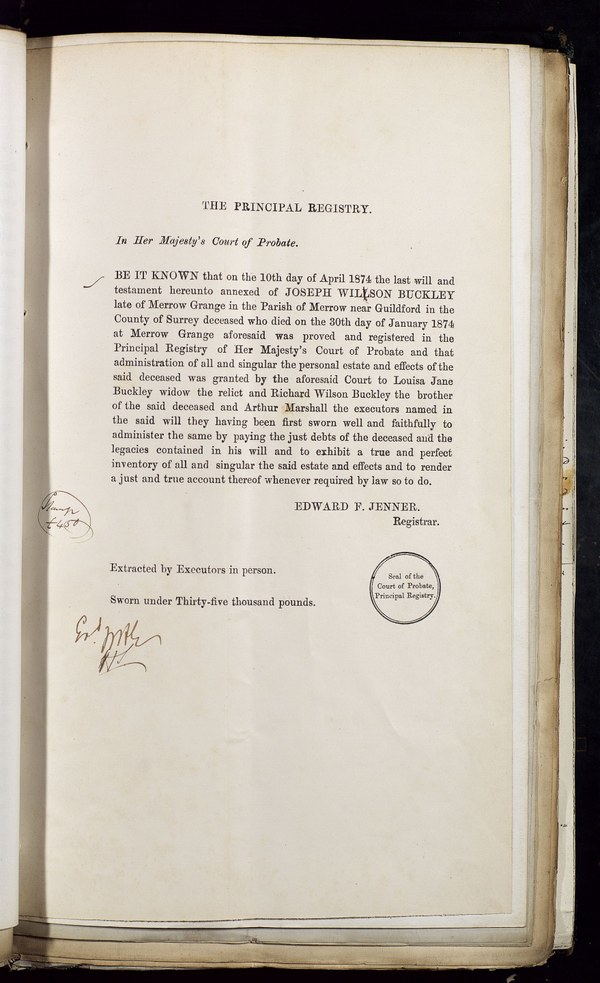 THE PRINCIPAL REGISTRY.
In Her Majesty's Court of Probate.
BE IT KNOWN that on the 10th day of April 1874 the last will and
testament hereunto annexed of JOSEPH WILLSON BUCKLEY
late of Merrow Grange in the Parish of Merrow near Guildford in the
County of Surrey deceased who died on the 30th day of January 1874
at Merrow Grange aforesaid was proved and registered in the
Principal Registry of Her Majesty's Court of Probate and that
administration of all and singular the personal estate and effects of the
said deceased was granted by the aforesaid Court to Louisa Jane
Buckley widow the relict and Richard Wilson Buckley the brother
of the said deceased and Arthur Marshall the executors named in
the said will they having been first sworn well and faithfully to
administer the same by paying the just debts of the deceased and the
legacies contained in his will and to exhibit a true and perfect
inventory of all and singular the said estate and effects and to render
a just and true account thereof whenever required by law so to do.
EDWARD F. JENNER.
Registrar.
Stamp
£450
Extracted by Executors in person.
Seal of the
Court of Probate,
Principal Registry.
Sworn under Thirty-five thousand pounds.